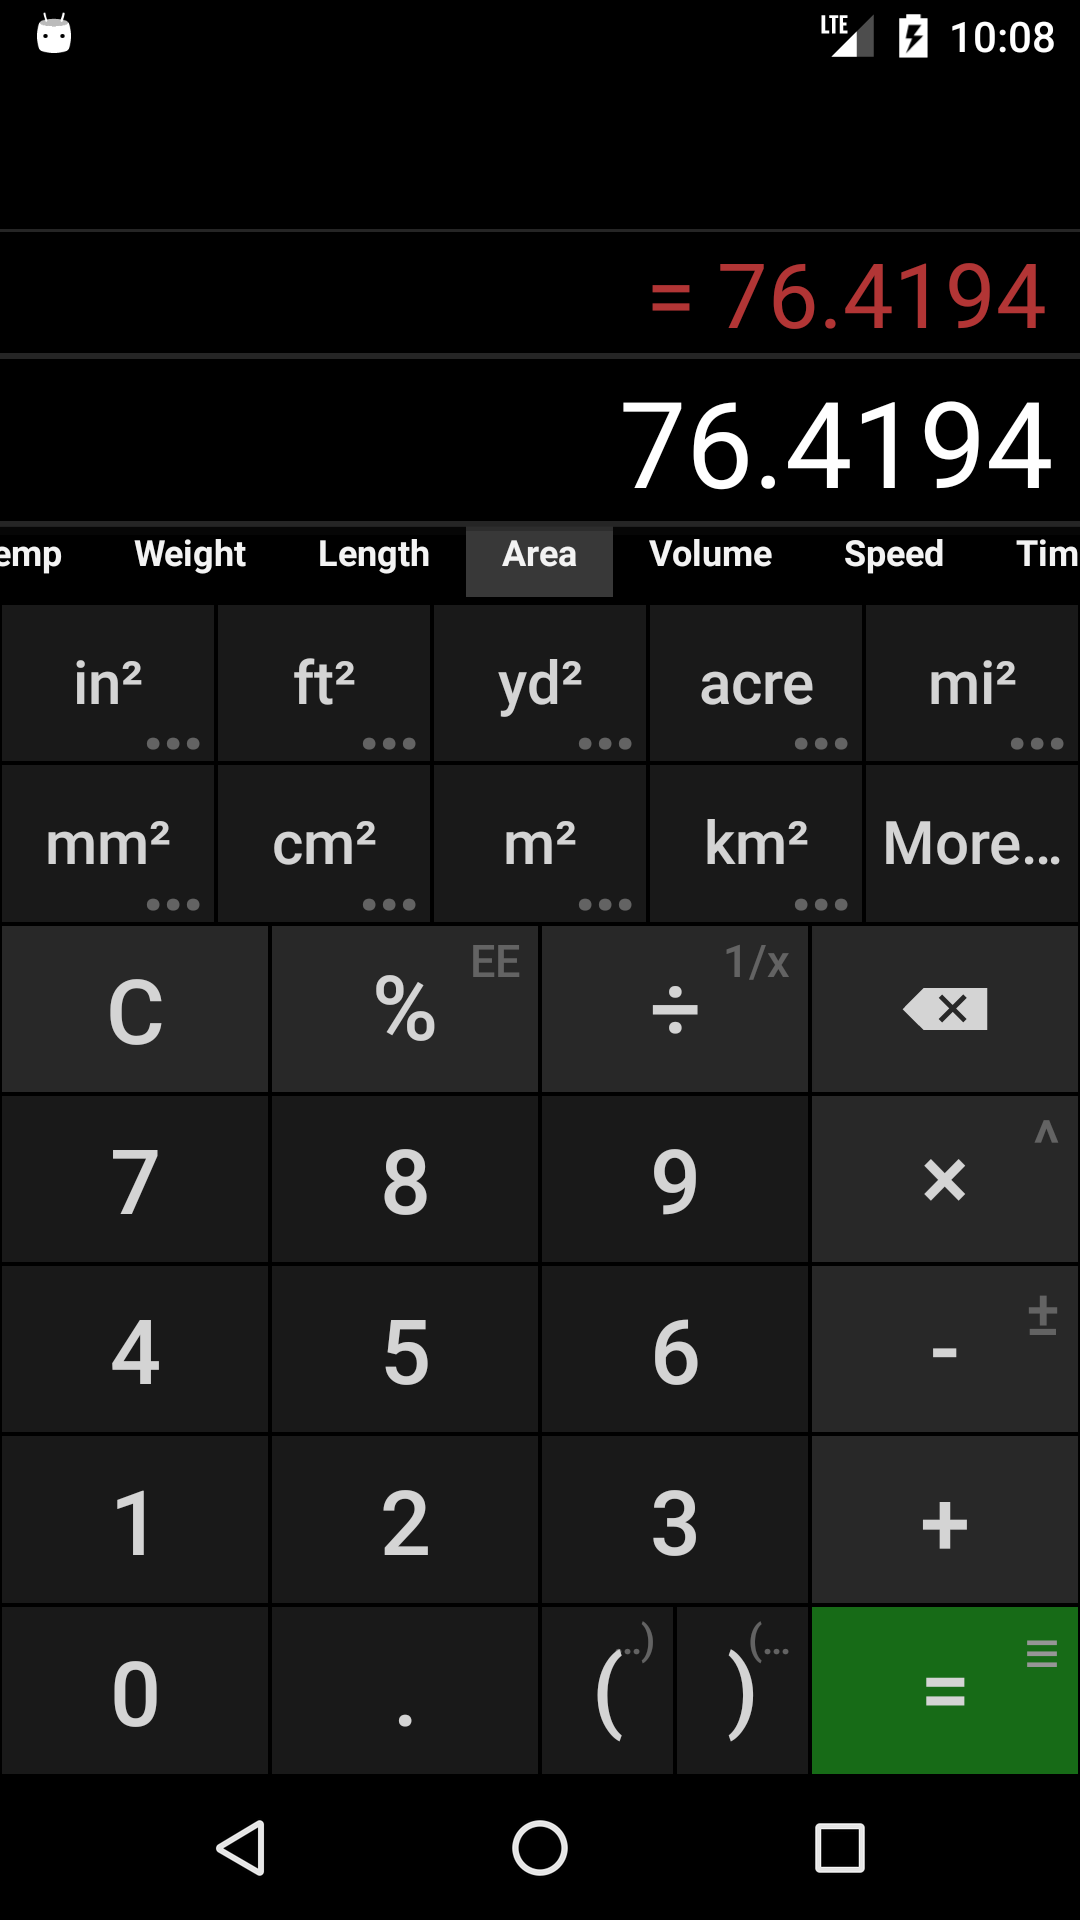 LTE 10:08
= 76.4194
76.4194
emp Weight Length Area Volume Speed Tim
in² ft² yd² acre mi²
mm² cm² m² km² More...
C % EE ÷ 1/x
7 8 9 × ^
4 5 6 - ±
1 2 3 +
0 . ( ..) ) (... =